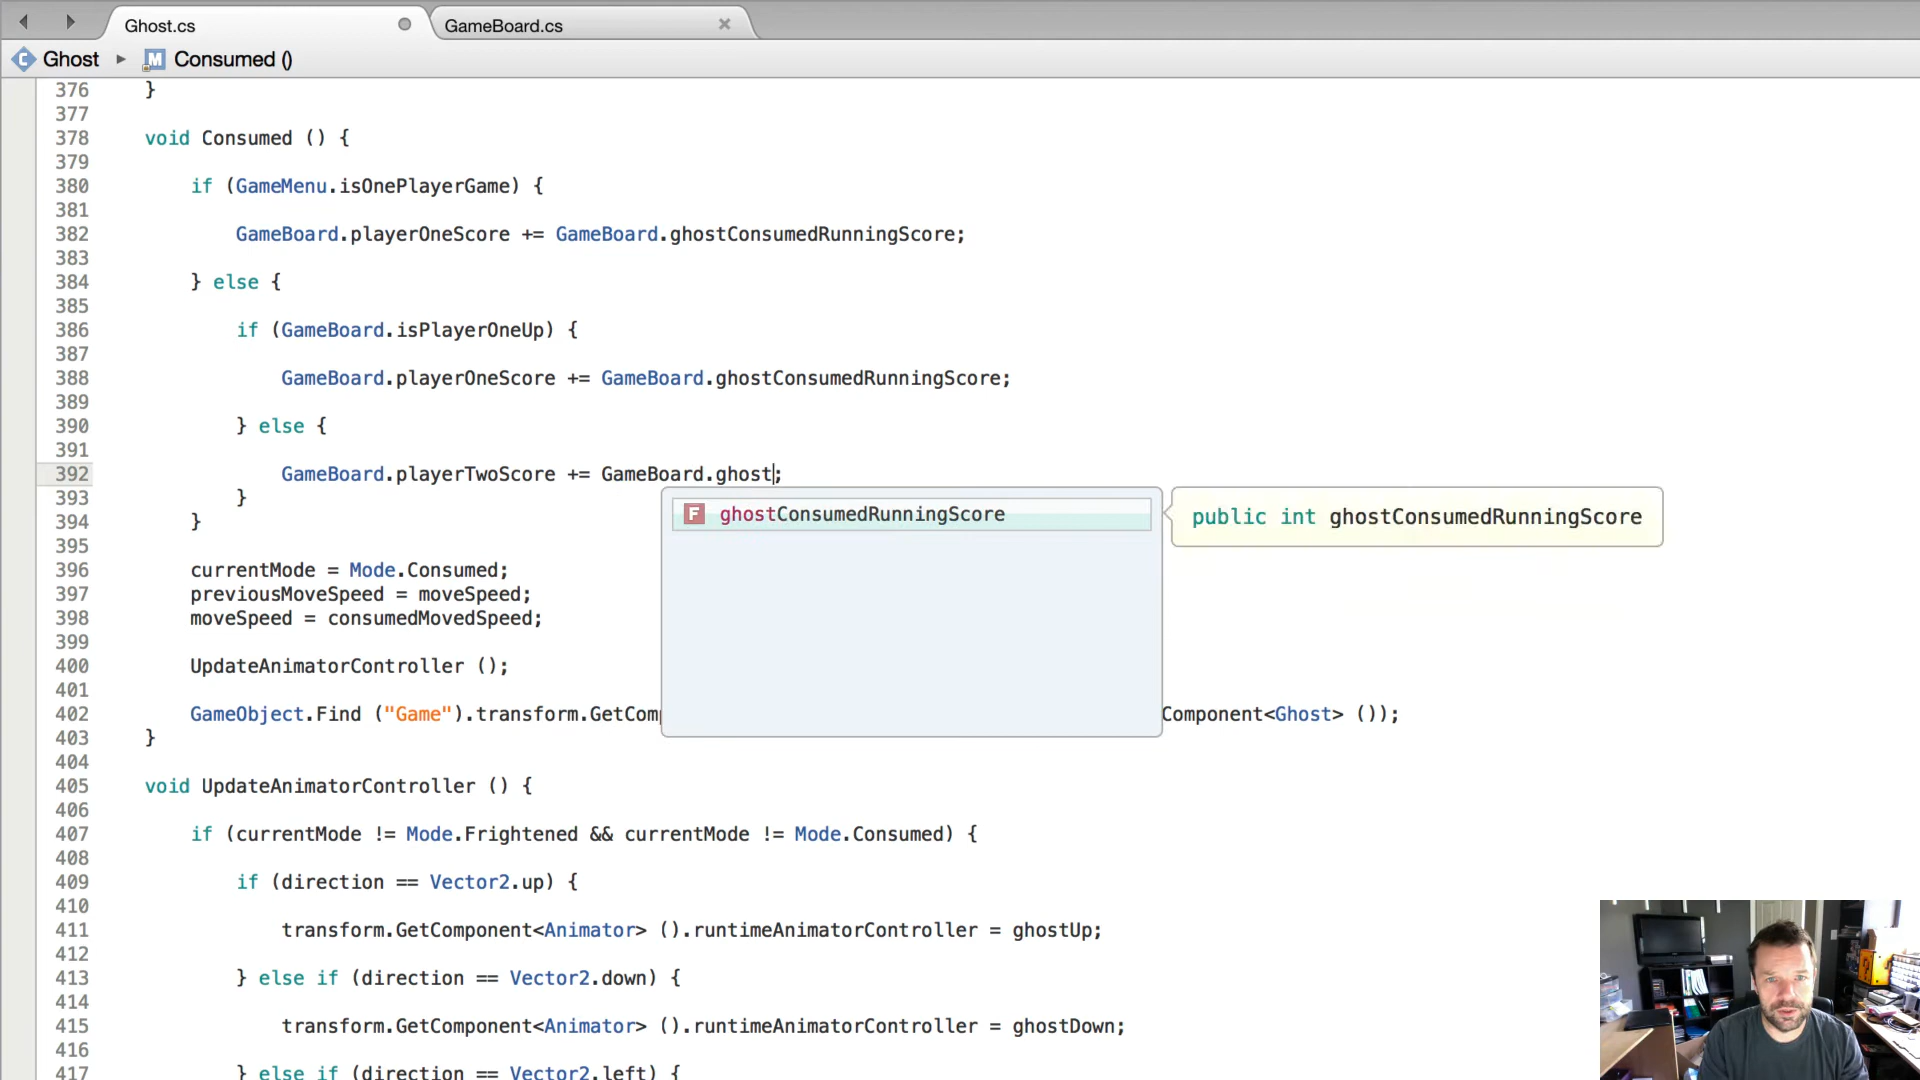 Ghost.cs
GameBoard.cs
C Ghost ▸ M Consumed ()
376 }
377
378 void Consumed () {
379
380 if (GameMenu.isOnePlayerGame) {
381
382 GameBoard.playerOneScore += GameBoard.ghostConsumedRunningScore;
383
384 } else {
385
386 if (GameBoard.isPlayerOneUp) {
387
388 GameBoard.playerOneScore += GameBoard.ghostConsumedRunningScore;
389
390 } else {
391
392 GameBoard.playerTwoScore += GameBoard.ghost;
393 }
F ghostConsumedRunningScore
public int ghostConsumedRunningScore
394 }
395
396 currentMode = Mode.Consumed;
397 previousMoveSpeed = moveSpeed;
398 moveSpeed = consumedMovedSpeed;
399
400 UpdateAnimatorController ();
401
402 GameObject.Find ("Game").transform.GetComp Component<Ghost> ());
403 }
404
405 void UpdateAnimatorController () {
406
407 if (currentMode != Mode.Frightened && currentMode != Mode.Consumed) {
408
409 if (direction == Vector2.up) {
410
411 transform.GetComponent<Animator> ().runtimeAnimatorController = ghostUp;
412
413 } else if (direction == Vector2.down) {
414
415 transform.GetComponent<Animator> ().runtimeAnimatorController = ghostDown;
416
417 } else if (direction == Vector2.left) {